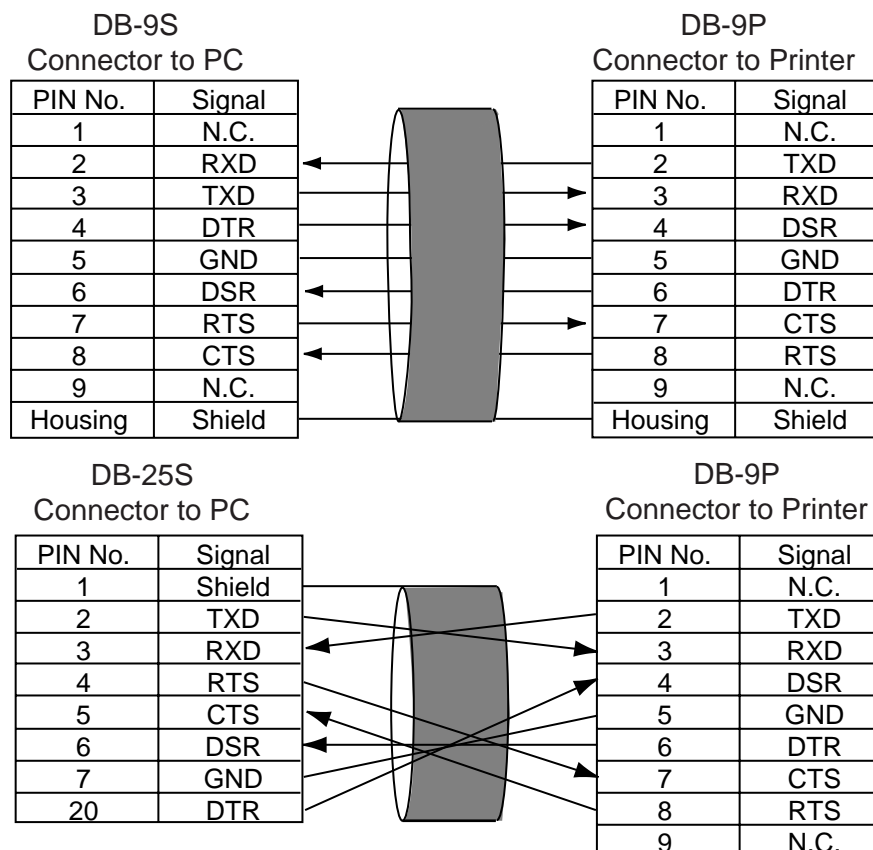 DB-9S
Connector to PC
PIN No. Signal
1 N.C.
2 RXD
3 TXD
4 DTR
5 GND
6 DSR
7 RTS
8 CTS
9 N.C.
Housing Shield
DB-9P
Connector to Printer
PIN No. Signal
1 N.C.
2 TXD
3 RXD
4 DSR
5 GND
6 DTR
7 CTS
8 RTS
9 N.C.
Housing Shield
DB-25S
Connector to PC
PIN No. Signal
1 Shield
2 TXD
3 RXD
4 RTS
5 CTS
6 DSR
7 GND
20 DTR
DB-9P
Connector to Printer
PIN No. Signal
1 N.C.
2 TXD
3 RXD
4 DSR
5 GND
6 DTR
7 CTS
8 RTS
9 N.C.